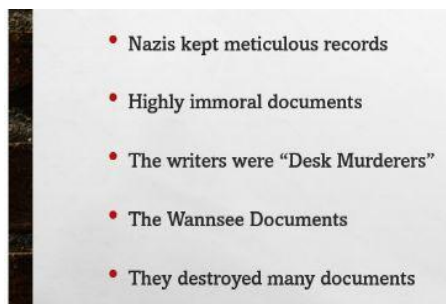 • Nazis kept meticulous records
• Highly immoral documents
• The writers were “Desk Murderers”
• The Wannsee Documents
• They destroyed many documents